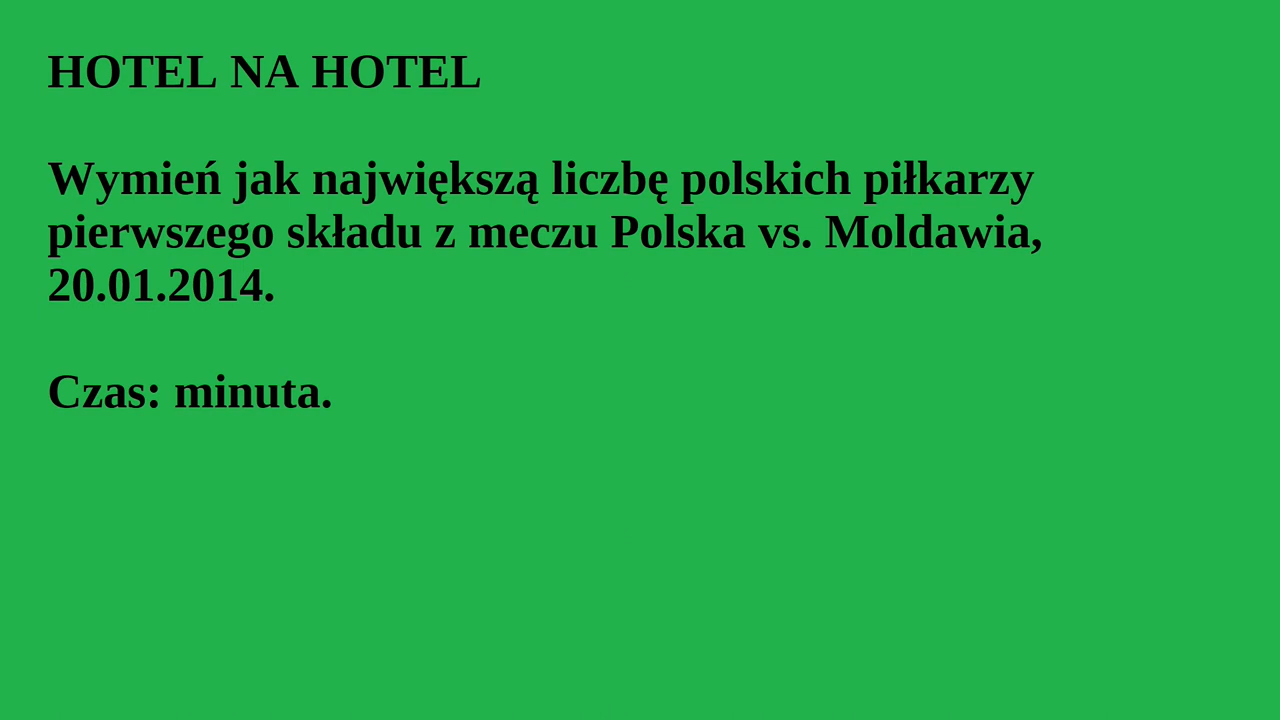 HOTEL NA HOTEL
Wymień jak największą liczbę polskich piłkarzy
pierwszego składu z meczu Polska vs. Moldawia,
20.01.2014.
Czas: minuta.